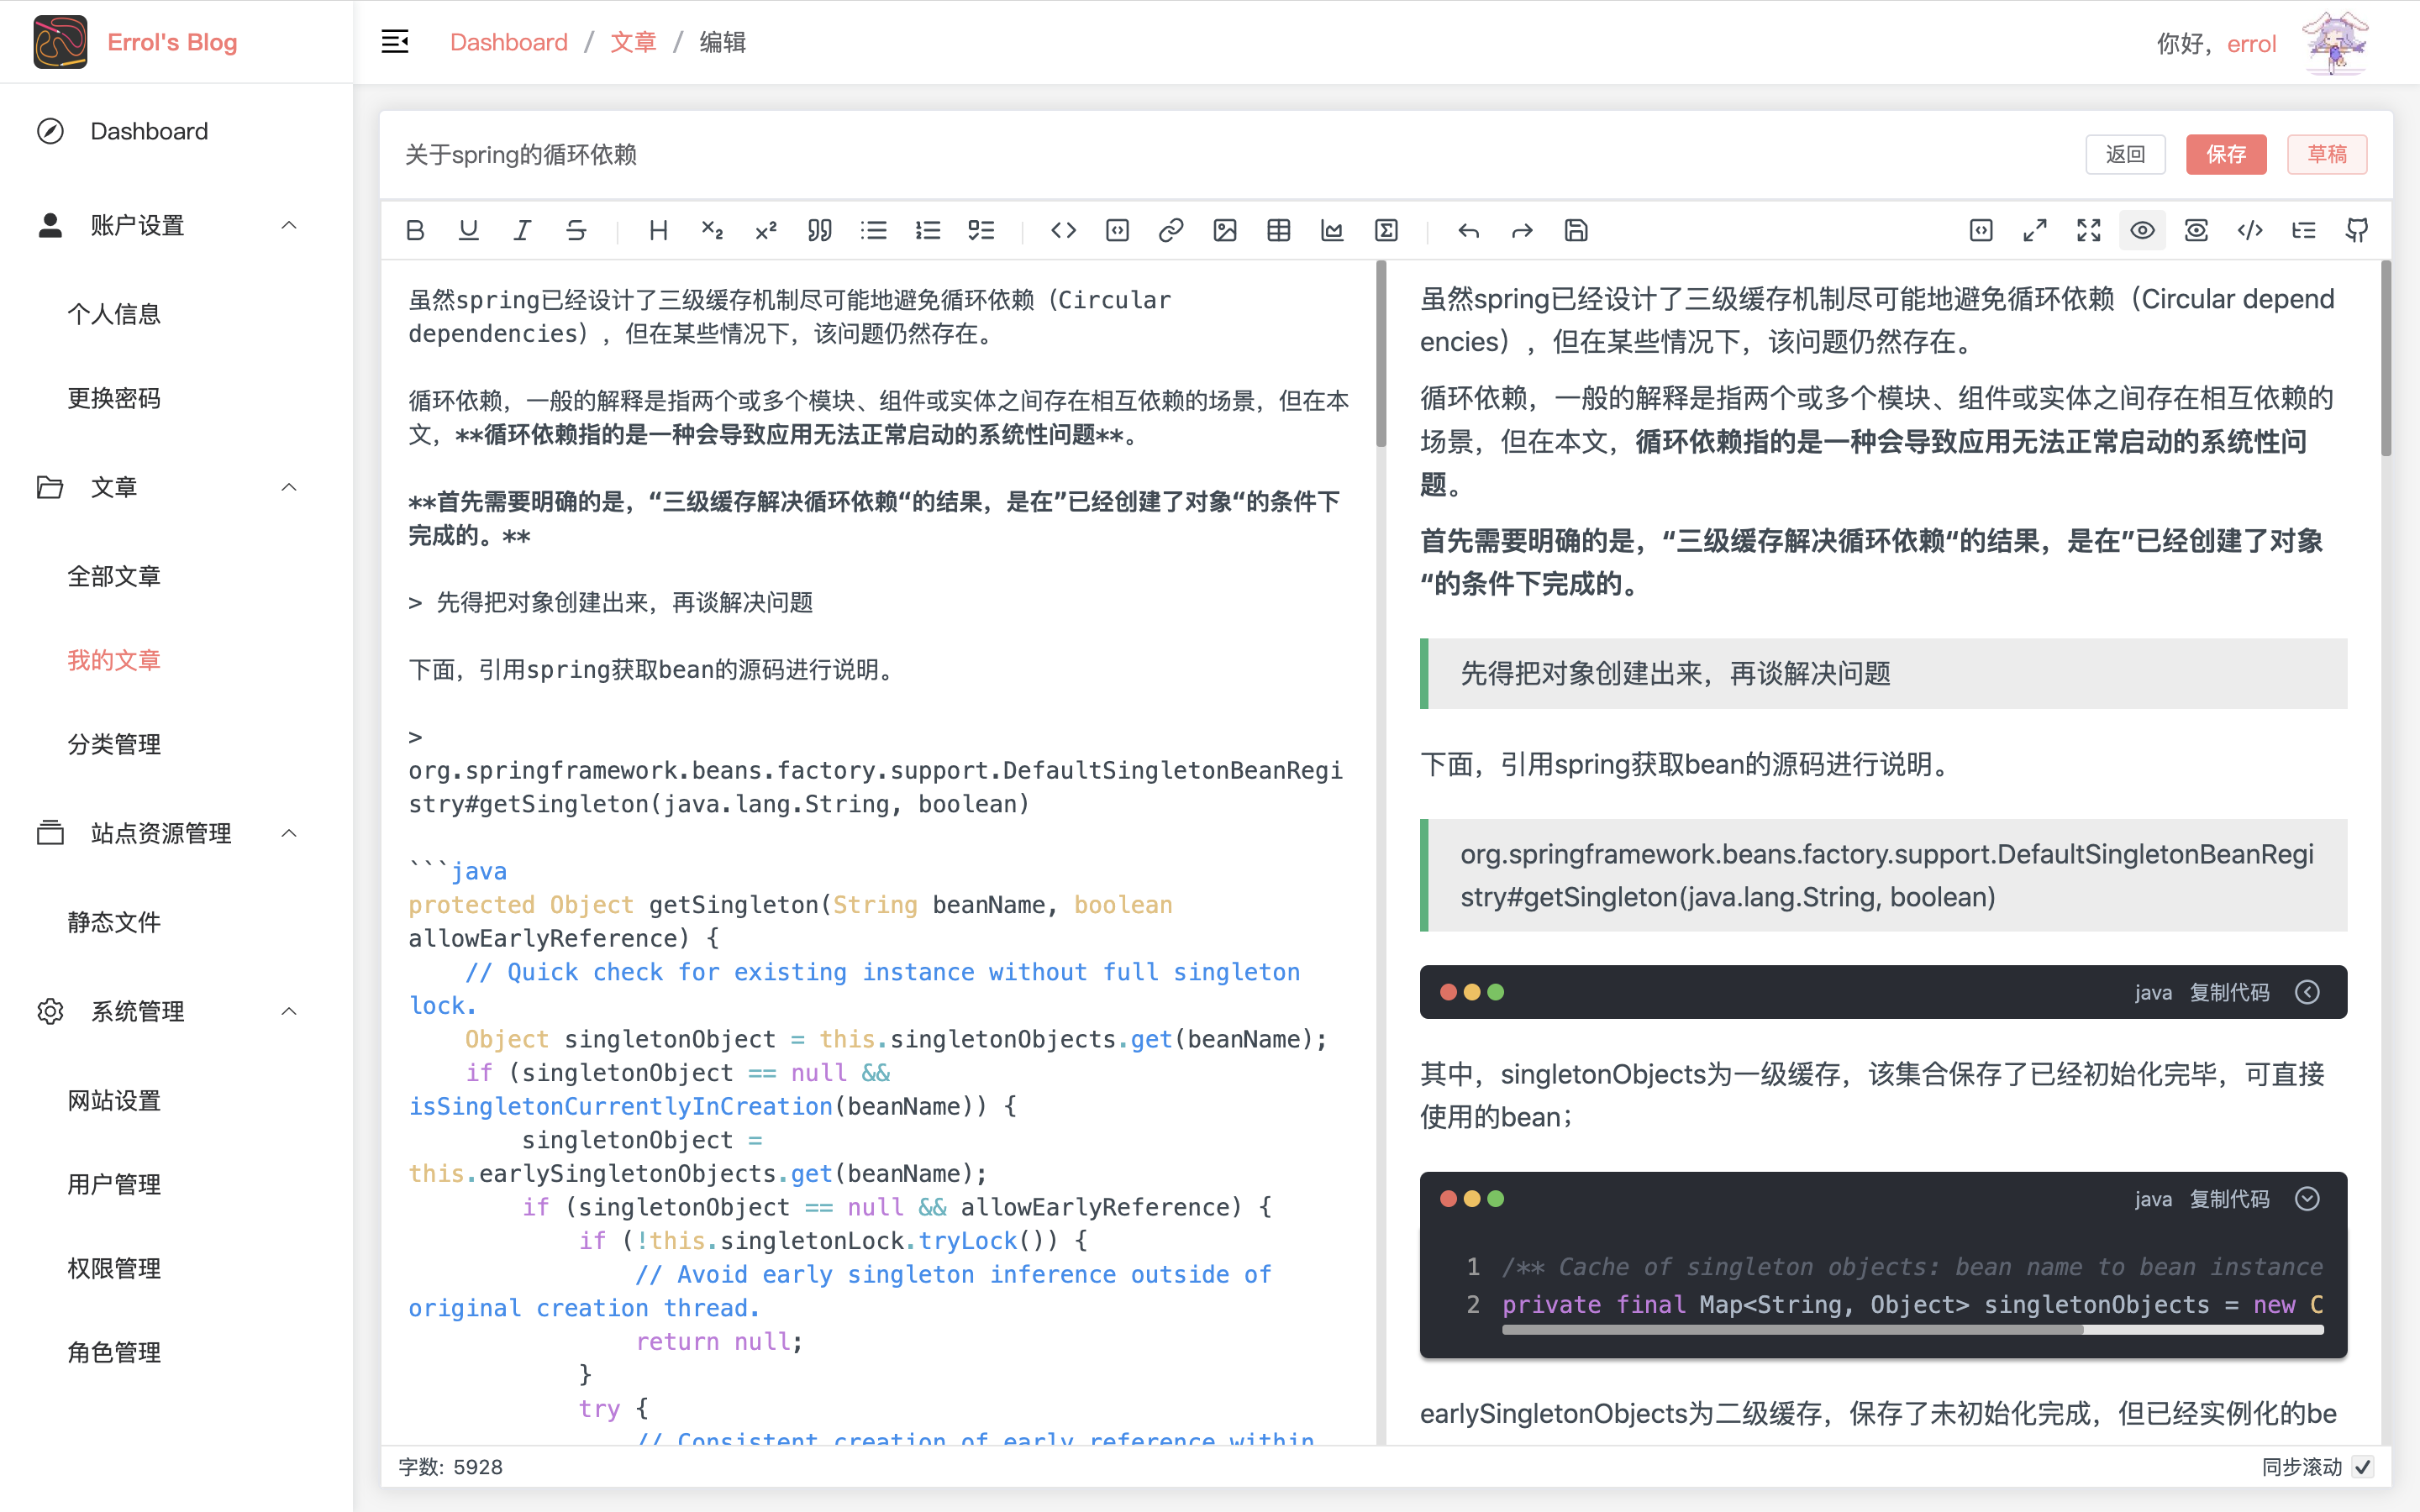 Errol's Blog
Dashboard / 文章 / 编辑
你好，errol
Dashboard
账户设置
个人信息
更换密码
文章
全部文章
我的文章
分类管理
站点资源管理
静态文件
系统管理
网站设置
用户管理
权限管理
角色管理
关于spring的循环依赖
返回
保存
草稿
虽然spring已经设计了三级缓存机制尽可能地避免循环依赖（Circular
dependencies），但在某些情况下，该问题仍然存在。
循环依赖，一般的解释是指两个或多个模块、组件或实体之间存在相互依赖的场景，但在本
文，**循环依赖指的是一种会导致应用无法正常启动的系统性问题**。
**首先需要明确的是，“三级缓存解决循环依赖“的结果，是在”已经创建了对象“的条件下
完成的。**
> 先得把对象创建出来，再谈解决问题
下面，引用spring获取bean的源码进行说明。
>
org.springframework.beans.factory.support.DefaultSingletonBeanRegi
stry#getSingleton(java.lang.String, boolean)
```java
protected Object getSingleton(String beanName, boolean
allowEarlyReference) {
// Quick check for existing instance without full singleton
lock.
Object singletonObject = this.singletonObjects.get(beanName);
if (singletonObject == null &&
isSingletonCurrentlyInCreation(beanName)) {
singletonObject =
this.earlySingletonObjects.get(beanName);
if (singletonObject == null && allowEarlyReference) {
if (!this.singletonLock.tryLock()) {
// Avoid early singleton inference outside of
original creation thread.
return null;
}
try {
// Consistent creation of early reference within
虽然spring已经设计了三级缓存机制尽可能地避免循环依赖（Circular depend
encies），但在某些情况下，该问题仍然存在。
循环依赖，一般的解释是指两个或多个模块、组件或实体之间存在相互依赖的
场景，但在本文，循环依赖指的是一种会导致应用无法正常启动的系统性问
题。
首先需要明确的是，“三级缓存解决循环依赖“的结果，是在”已经创建了对象
“的条件下完成的。
先得把对象创建出来，再谈解决问题
下面，引用spring获取bean的源码进行说明。
org.springframework.beans.factory.support.DefaultSingletonBeanRegi
stry#getSingleton(java.lang.String, boolean)
java 复制代码
其中，singletonObjects为一级缓存，该集合保存了已经初始化完毕，可直接
使用的bean；
java 复制代码
1 /** Cache of singleton objects: bean name to bean instance
2 private final Map<String, Object> singletonObjects = new C
earlySingletonObjects为二级缓存，保存了未初始化完成，但已经实例化的be
字数: 5928
同步滚动